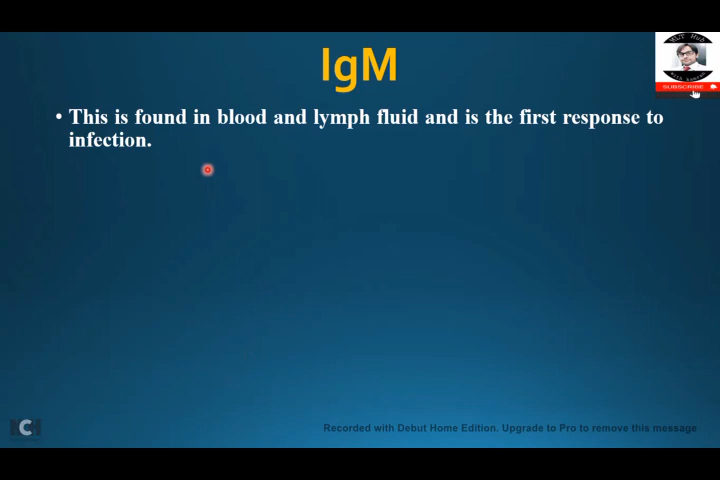 IgM
• This is found in blood and lymph fluid and is the first response to
infection.
SUBSCRIBE
Recorded with Debut Home Edition. Upgrade to Pro to remove this message